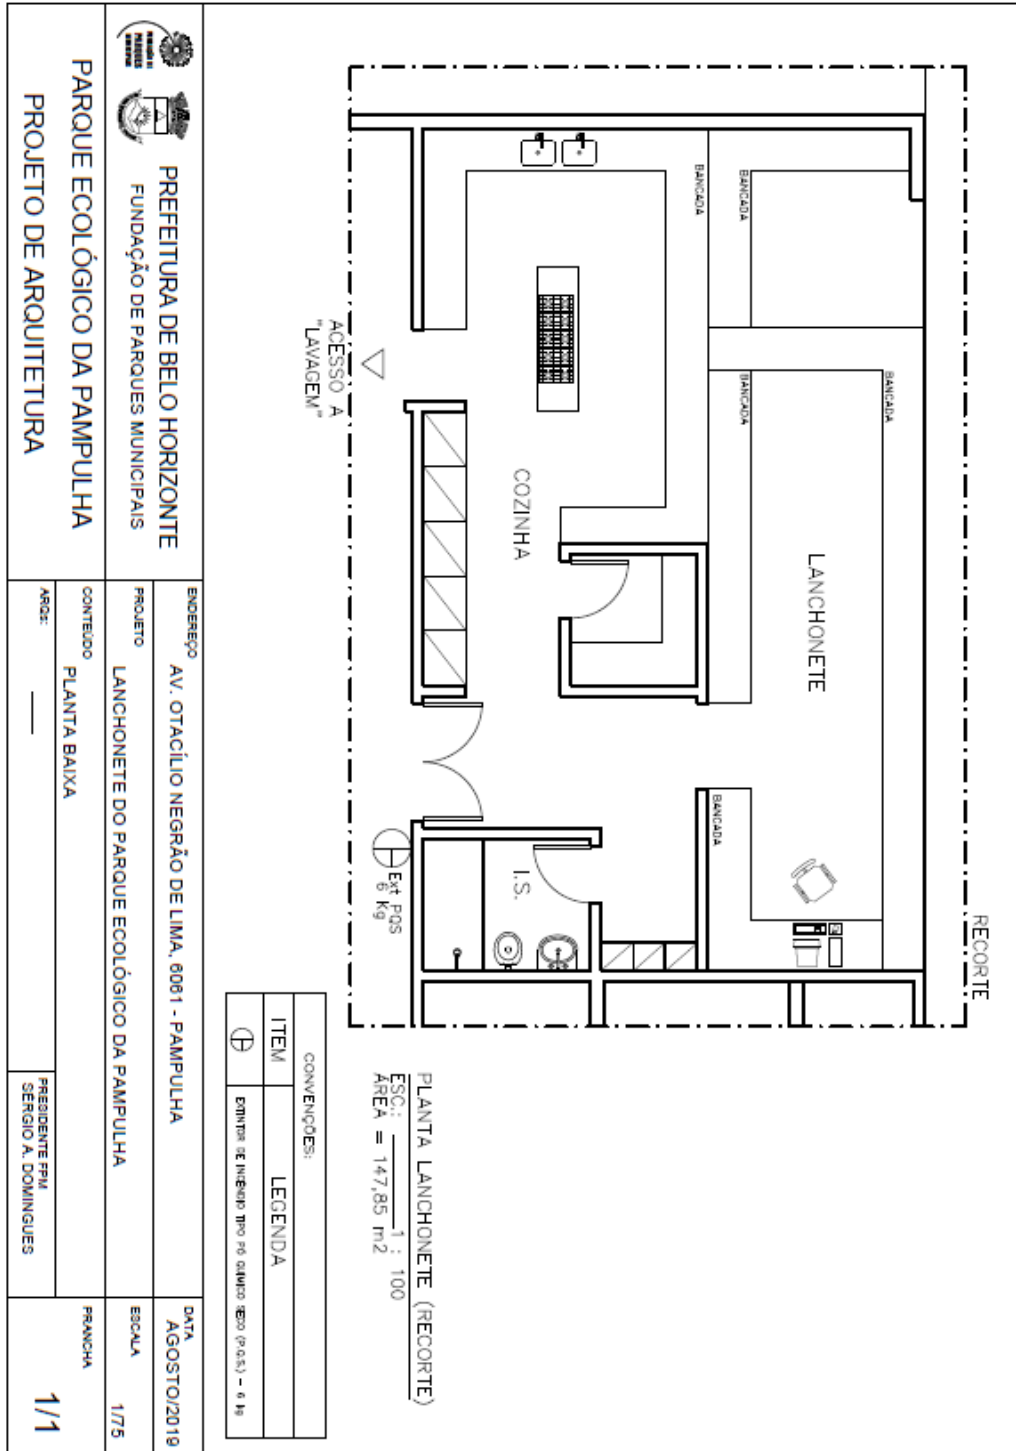 RECORTE
BANCADA
BANCADA
BANCADA
BANCADA
BANCADA
LANCHONETE
COZINHA
I.S.
ACESSO A
"LAVAGEM"
Ext PQS
6 Kg
PLANTA LANCHONETE (RECORTE)
ESC.: 1 : 100
ÁREA = 147,85 m2
CONVENÇÕES:
ITEM LEGENDA
EXTINTOR DE INCÊNDIO TIPO PÓ QUÍMICO SECO (P.Q.S.) - 6 kg
PREFEITURA DE BELO HORIZONTE
FUNDAÇÃO DE PARQUES MUNICIPAIS
PARQUE ECOLÓGICO DA PAMPULHA
PROJETO DE ARQUITETURA
ENDEREÇO
AV. OTACÍLIO NEGRÃO DE LIMA, 6061 - PAMPULHA
PROJETO
LANCHONETE DO PARQUE ECOLÓGICO DA PAMPULHA
CONTEÚDO
PLANTA BAIXA
ARQs:
PRESIDENTE FPM
SÉRGIO A. DOMINGUES
DATA
AGOSTO/2019
ESCALA
1/75
PRANCHA
1/1